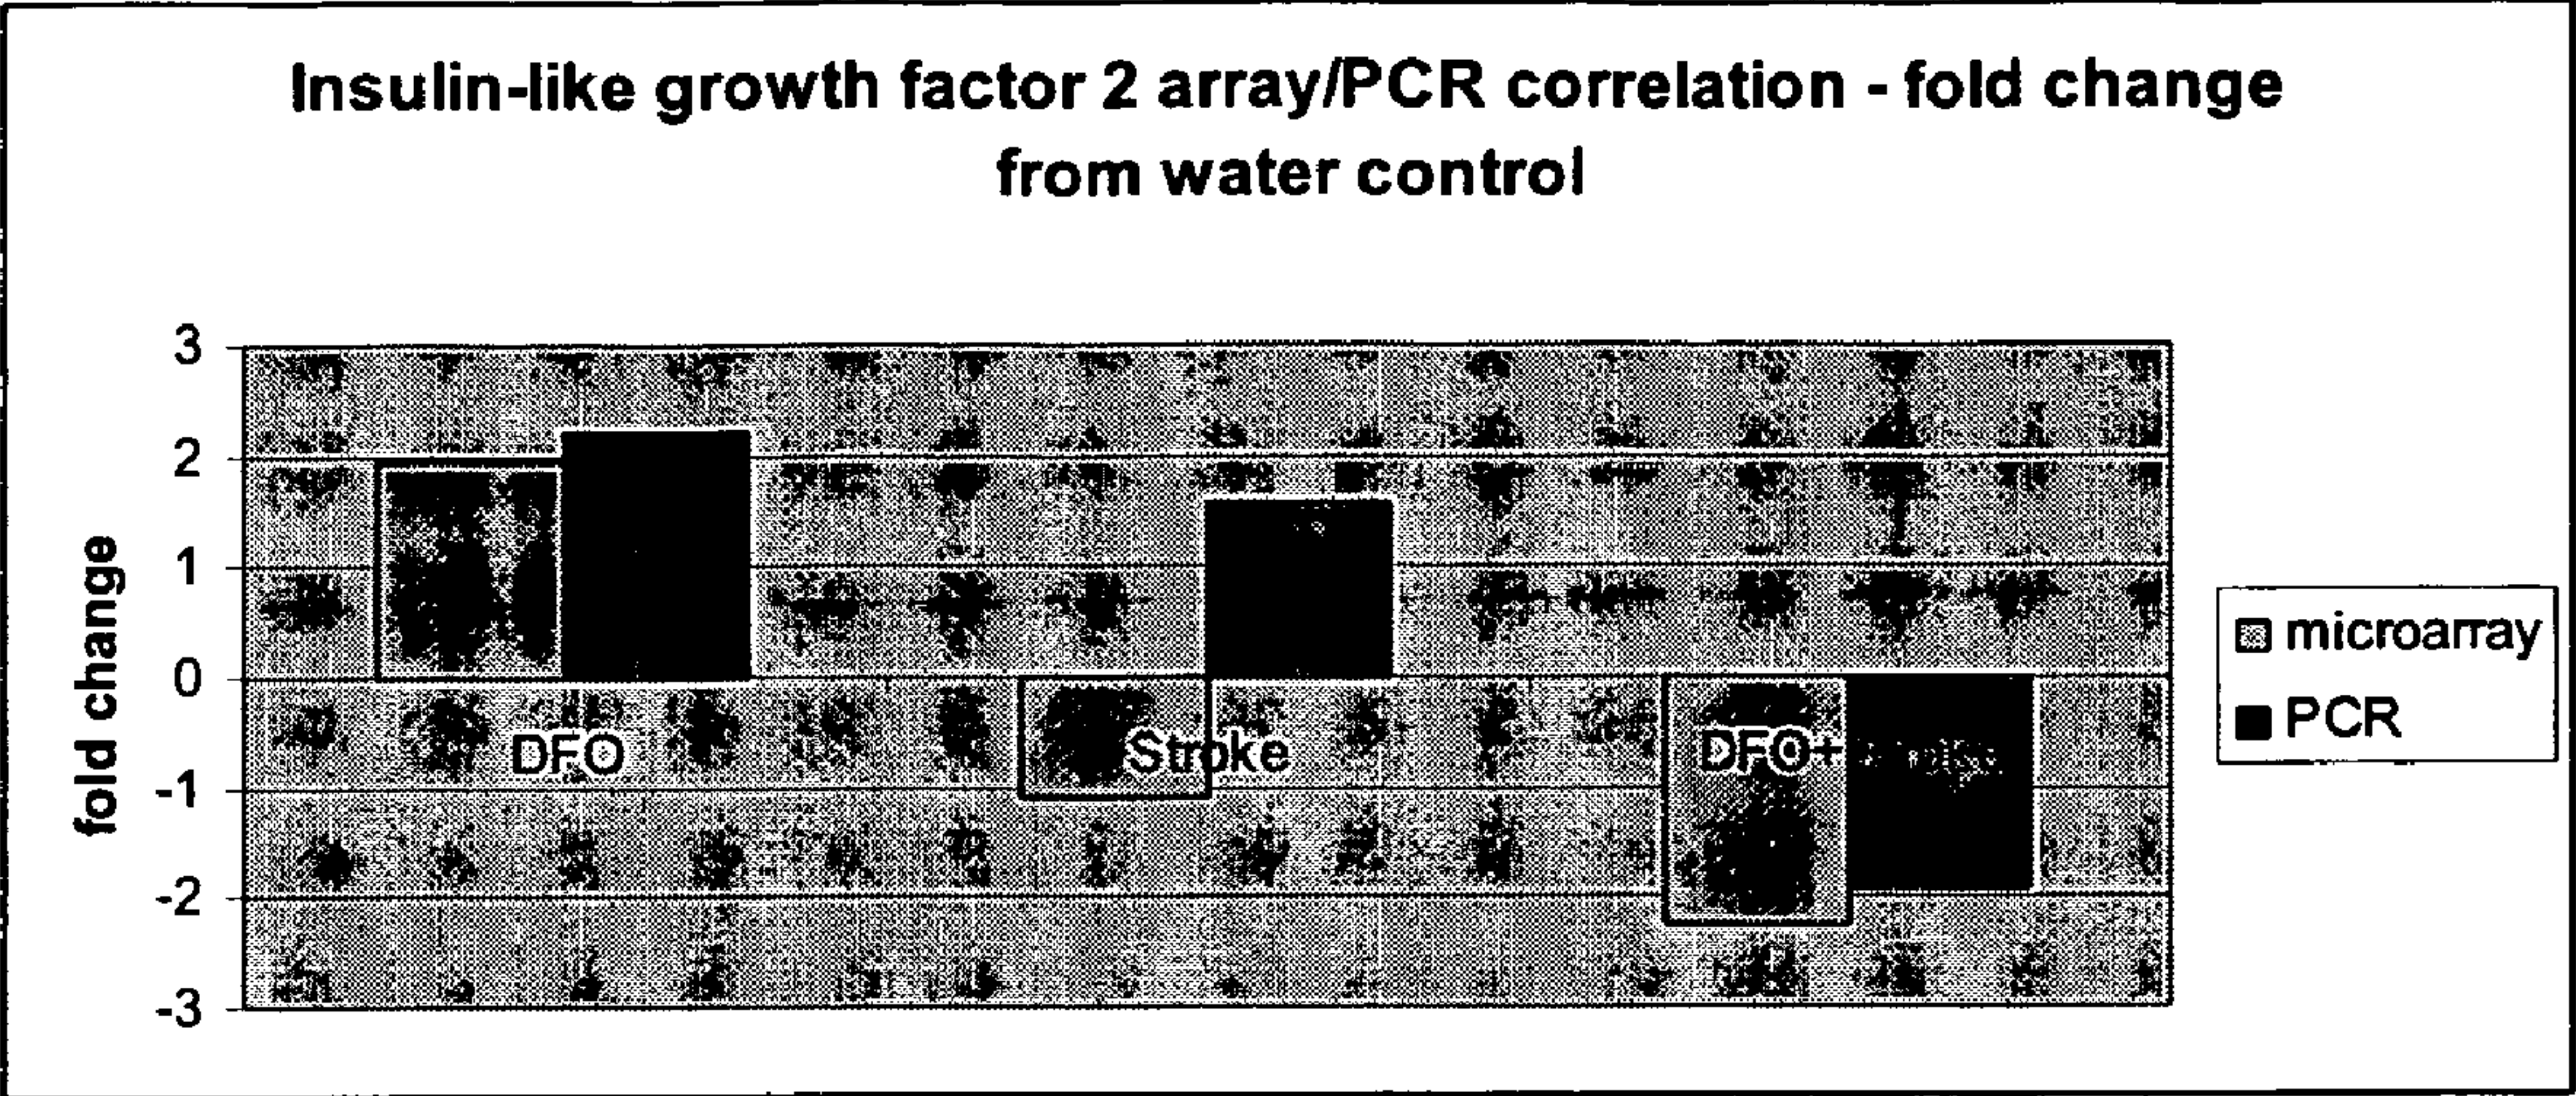 Insulin-like growth factor 2 array/PCR correlation - fold change
from water control
3
2
1
0
-1
-2
-3
fold change
DFO
Stroke
DFO+
microarray
PCR